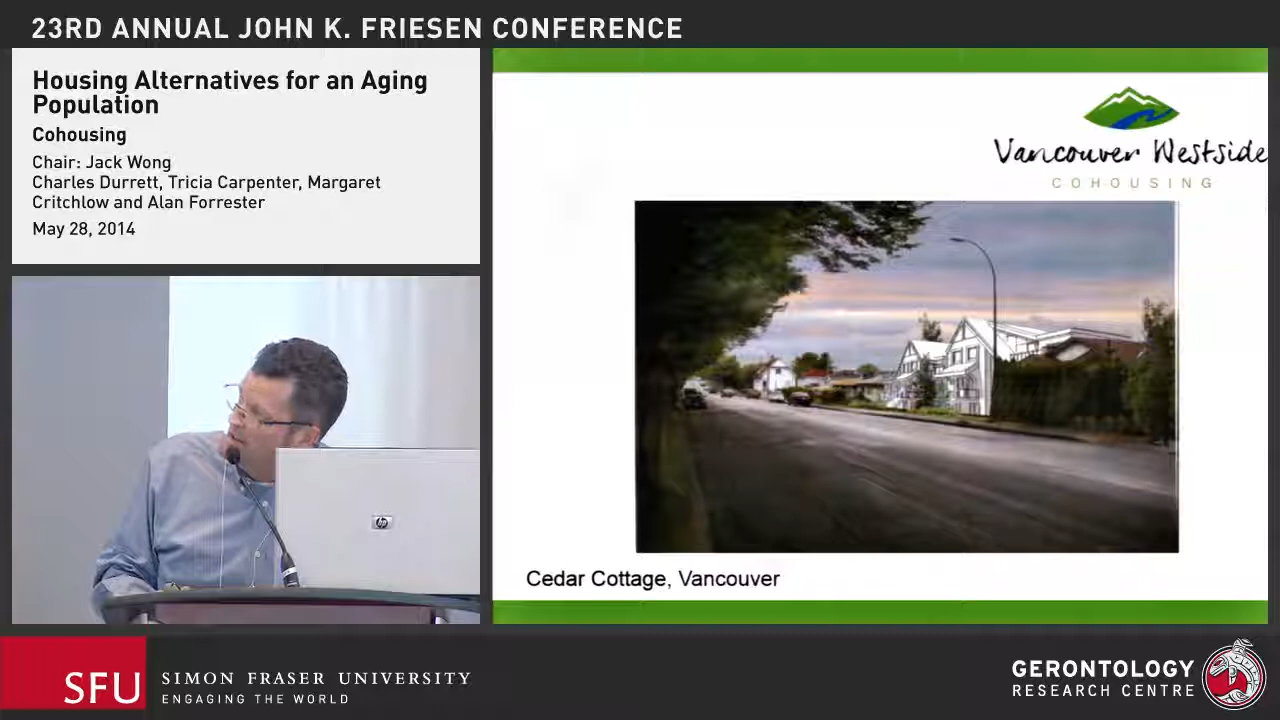 23RD ANNUAL JOHN K. FRIESEN CONFERENCE
Housing Alternatives for an Aging
Population
Cohousing
Chair: Jack Wong
Charles Durrett, Tricia Carpenter, Margaret
Critchlow and Alan Forrester
May 28, 2014
Vancouver Westside
COHOUSING
hp
Cedar Cottage, Vancouver
SFU
SIMON FRASER UNIVERSITY
ENGAGING THE WORLD
GERONTOLOGY
RESEARCH CENTRE